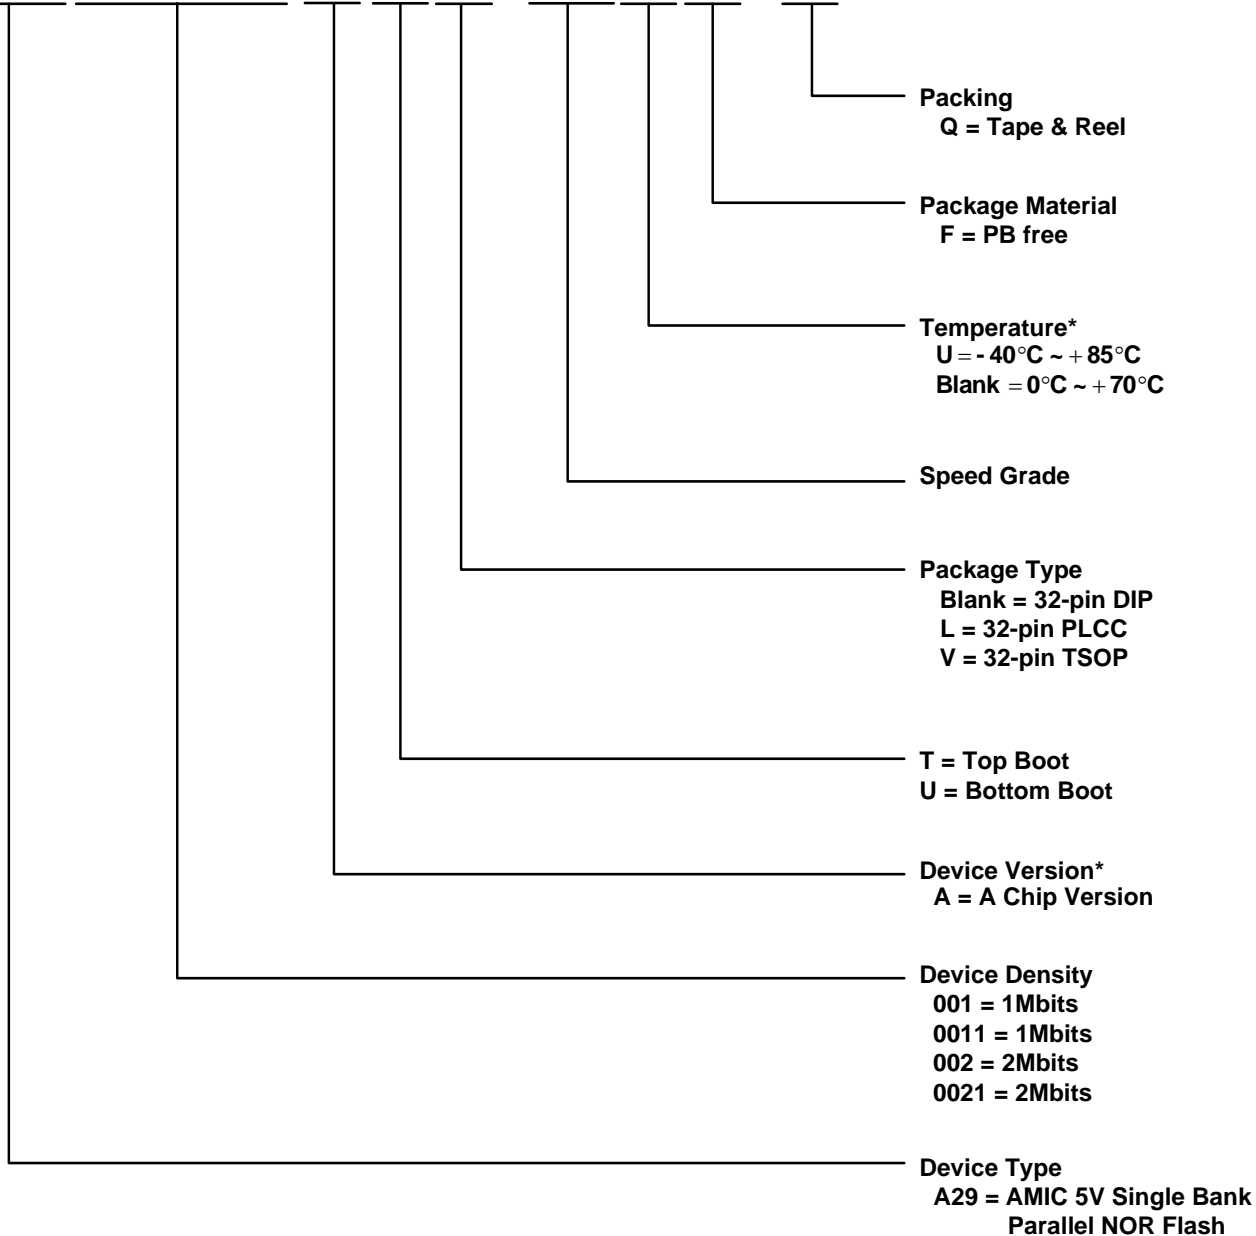 Packing
Q = Tape & Reel
Package Material
F = PB free
Temperature*
U = - 40°C ~ + 85°C
Blank = 0°C ~ + 70°C
Speed Grade
Package Type
Blank = 32-pin DIP
L = 32-pin PLCC
V = 32-pin TSOP
T = Top Boot
U = Bottom Boot
Device Version*
A = A Chip Version
Device Density
001 = 1Mbits
0011 = 1Mbits
002 = 2Mbits
0021 = 2Mbits
Device Type
A29 = AMIC 5V Single Bank
Parallel NOR Flash